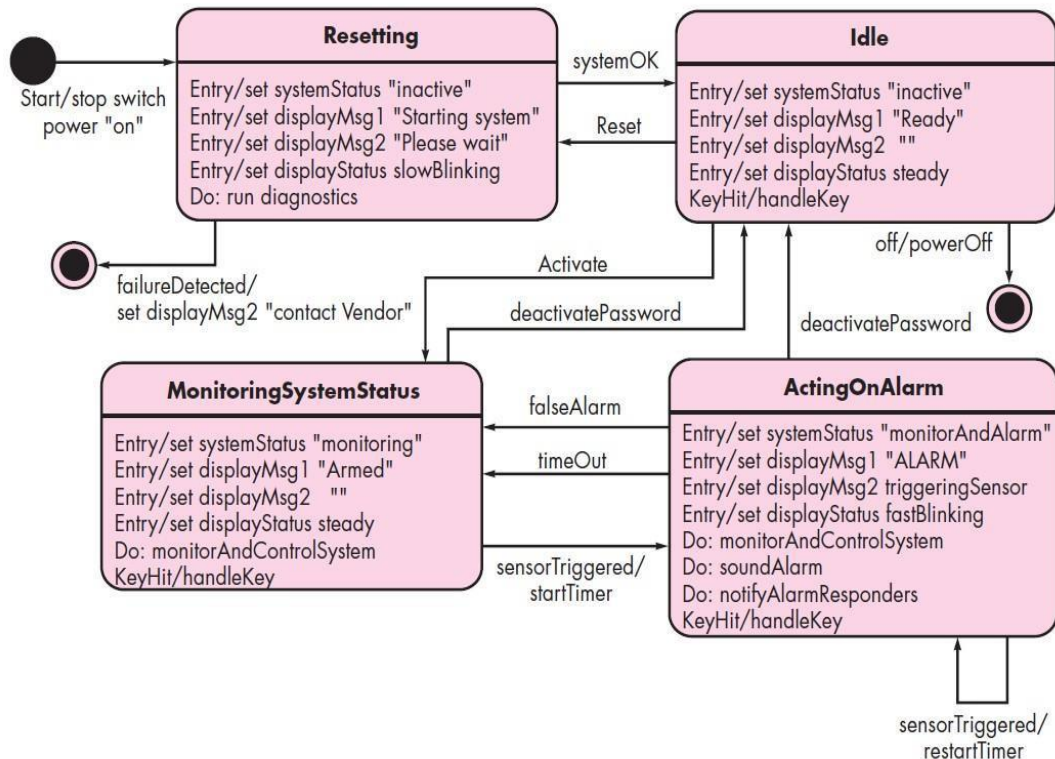 Resetting
Entry/set systemStatus "inactive"
Entry/set displayMsg1 "Starting system"
Entry/set displayMsg2 "Please wait"
Entry/set displayStatus slowBlinking
Do: run diagnostics
Start/stop switch
power "on"
systemOK
Reset
Idle
Entry/set systemStatus "inactive"
Entry/set displayMsg1 "Ready"
Entry/set displayMsg2 ""
Entry/set displayStatus steady
KeyHit/handleKey
failureDetected/
set displayMsg2 "contact Vendor"
Activate
deactivatePassword
off/powerOff
deactivatePassword
MonitoringSystemStatus
Entry/set systemStatus "monitoring"
Entry/set displayMsg1 "Armed"
Entry/set displayMsg2 ""
Entry/set displayStatus steady
Do: monitorAndControlSystem
KeyHit/handleKey
falseAlarm
timeOut
sensorTriggered/
startTimer
ActingOnAlarm
Entry/set systemStatus "monitorAndAlarm"
Entry/set displayMsg1 "ALARM"
Entry/set displayMsg2 triggeringSensor
Entry/set displayStatus fastBlinking
Do: monitorAndControlSystem
Do: soundAlarm
Do: notifyAlarmResponders
KeyHit/handleKey
sensorTriggered/
restartTimer